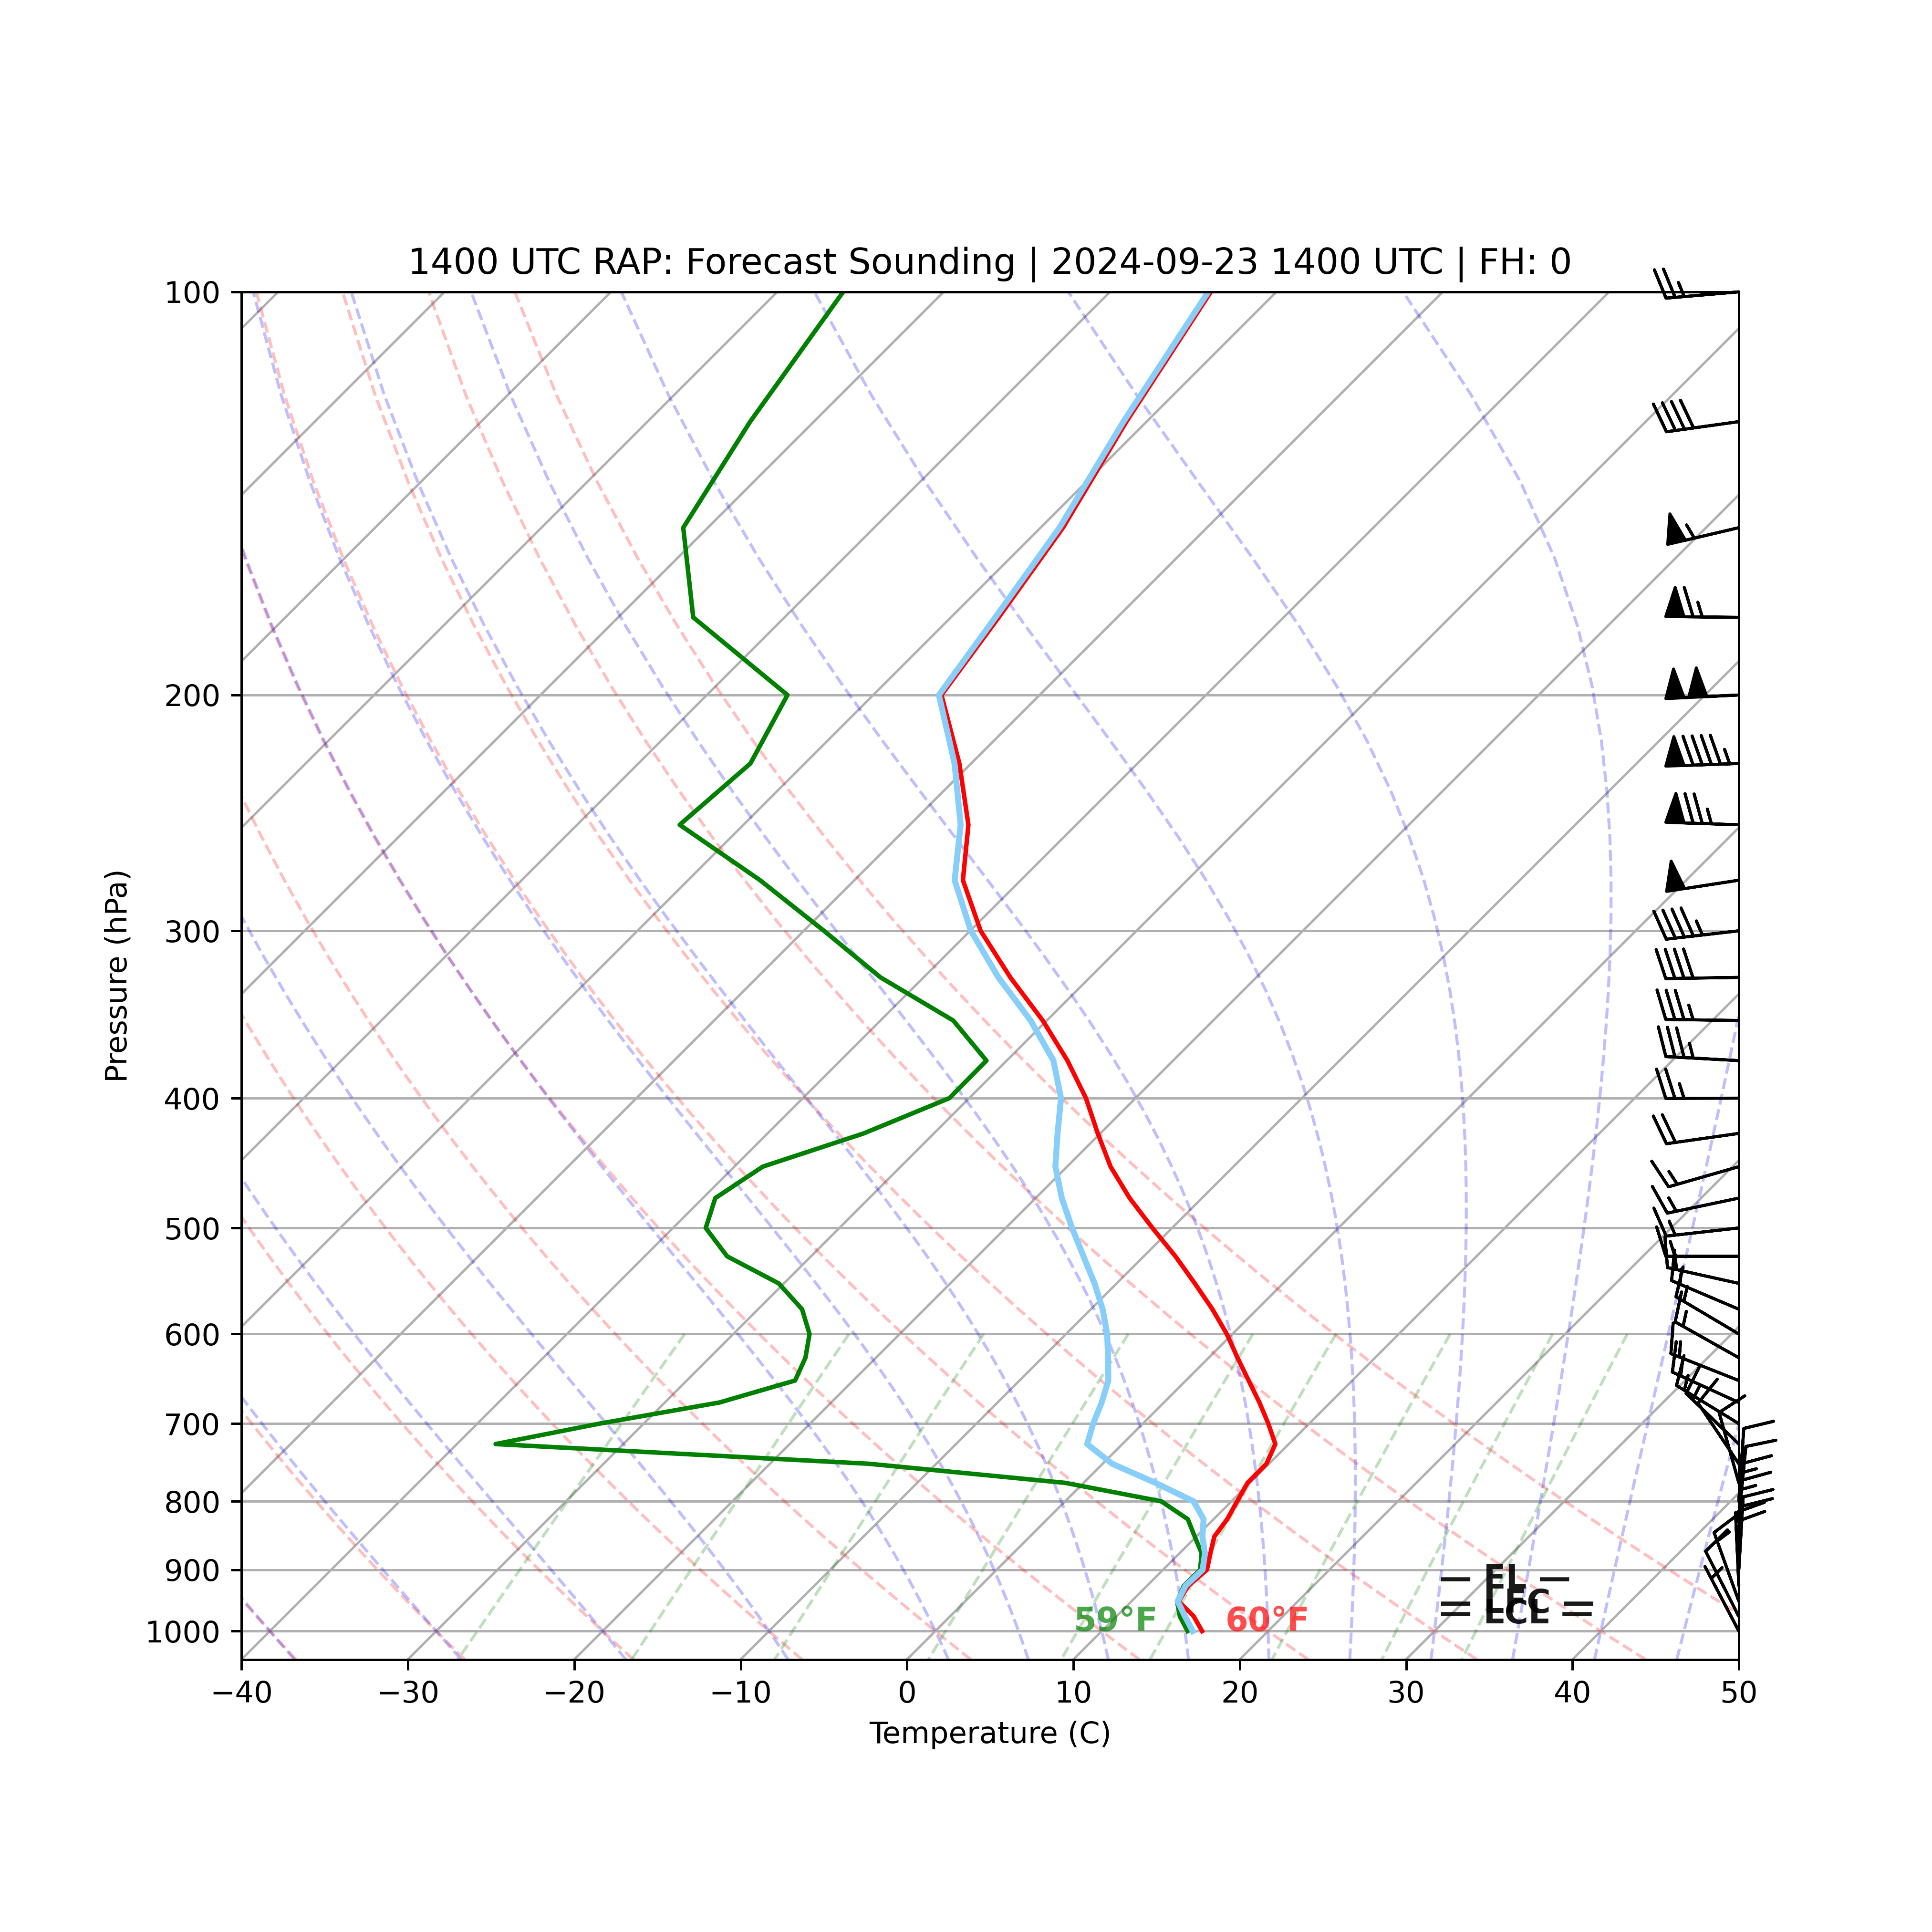 1400 UTC RAP: Forecast Sounding | 2024-09-23 1400 UTC | FH: 0
100
200
300
400
500
600
700
800
900
1000
Pressure (hPa)
— EL —
— LFC —
— LCL —
59°F
60°F
−40 −30 −20 −10 0 10 20 30 40 50
Temperature (C)